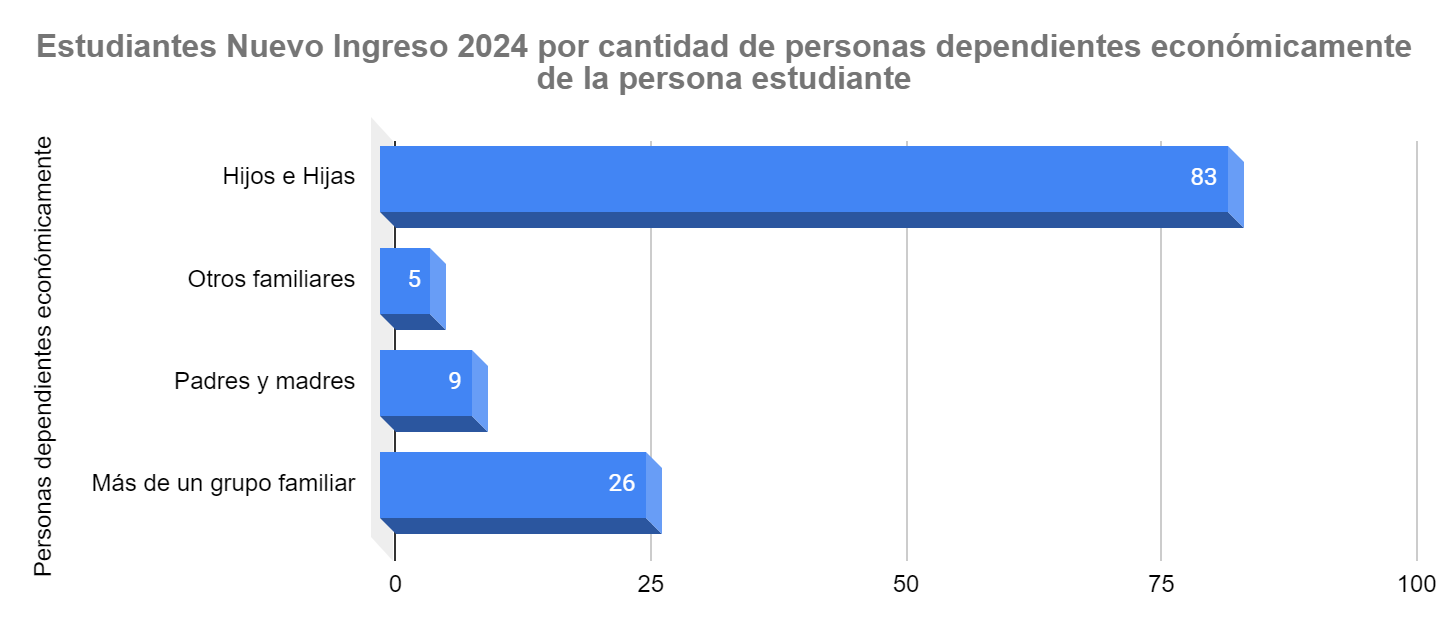 Estudiantes Nuevo Ingreso 2024 por cantidad de personas dependientes económicamente
de la persona estudiante
Personas dependientes económicamente
Hijos e Hijas
83
Otros familiares
5
Padres y madres
9
Más de un grupo familiar
26
0
25
50
75
100